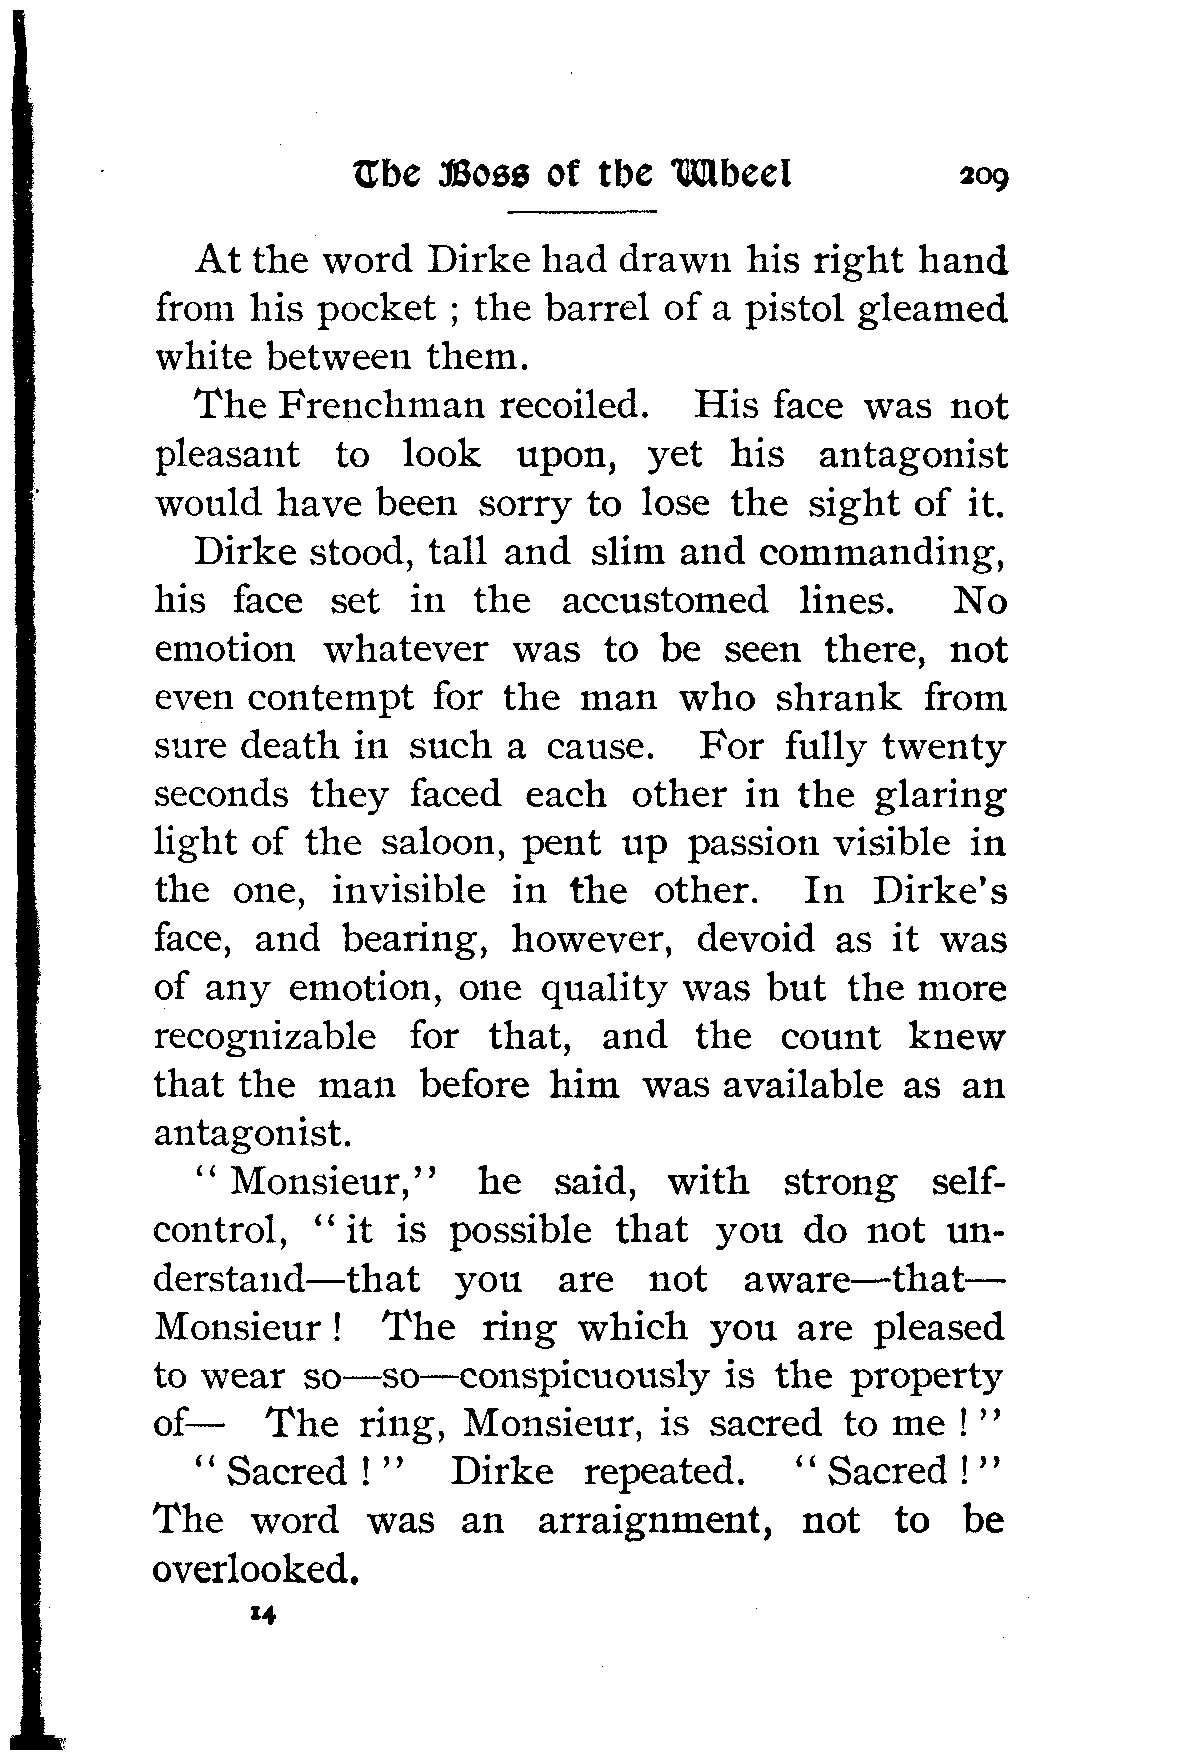 The Boss of the Wheel 209
At the word Dirke had drawn his right hand
from his pocket ; the barrel of a pistol gleamed
white between them.
The Frenchman recoiled. His face was not
pleasant to look upon, yet his antagonist
would have been sorry to lose the sight of it.
Dirke stood, tall and slim and commanding,
his face set in the accustomed lines. No
emotion whatever was to be seen there, not
even contempt for the man who shrank from
sure death in such a cause. For fully twenty
seconds they faced each other in the glaring
light of the saloon, pent up passion visible in
the one, invisible in the other. In Dirke's
face, and bearing, however, devoid as it was
of any emotion, one quality was but the more
recognizable for that, and the count knew
that the man before him was available as an
antagonist.
“ Monsieur,” he said, with strong self-
control, “ it is possible that you do not un-
derstand—that you are not aware—that—
Monsieur ! The ring which you are pleased
to wear so—so—conspicuously is the property
of— The ring, Monsieur, is sacred to me ! ”
“ Sacred ! ” Dirke repeated. “ Sacred ! ”
The word was an arraignment, not to be
overlooked.
14